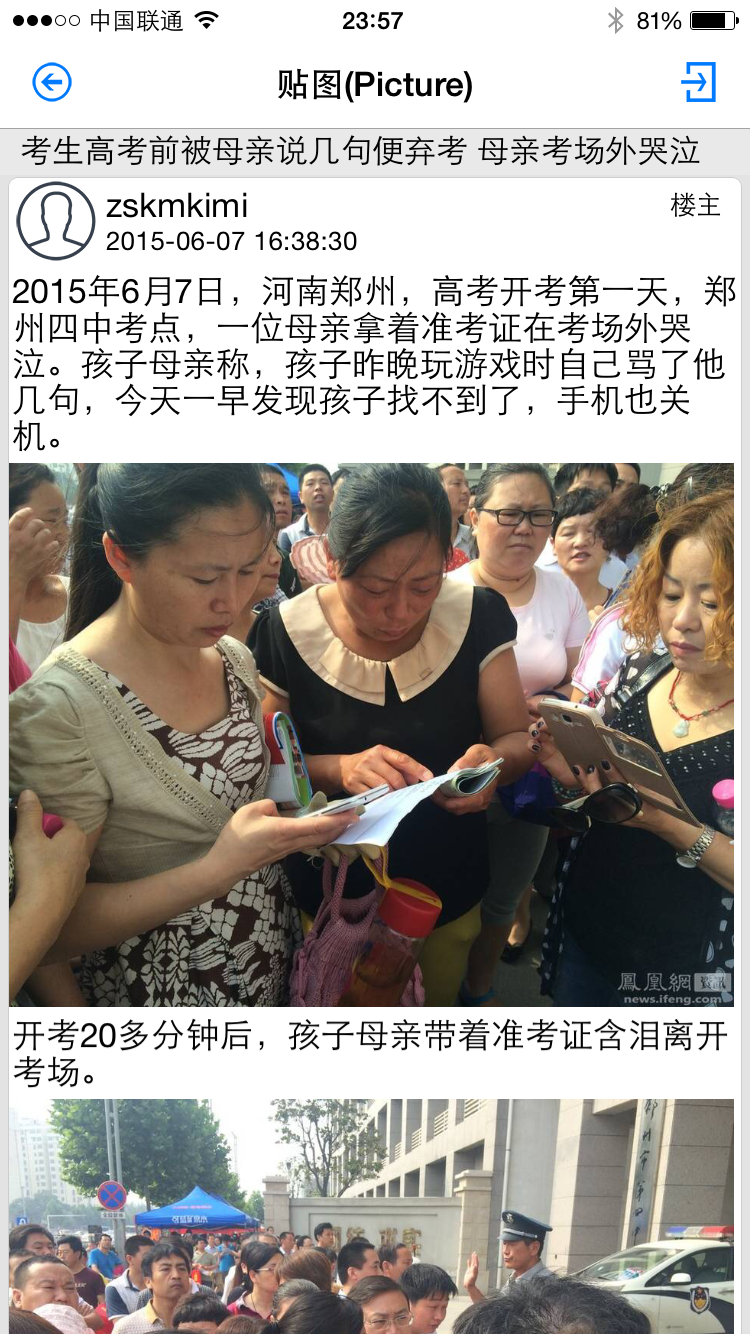 中国联通
23:57
81%
贴图(Picture)
考生高考前被母亲说几句便弃考 母亲考场外哭泣
zskmkimi
楼主
2015-06-07 16:38:30
2015年6月7日，河南郑州，高考开考第一天，郑
州四中考点，一位母亲拿着准考证在考场外哭
泣。孩子母亲称，孩子昨晚玩游戏时自己骂了他
几句，今天一早发现孩子找不到了，手机也关
机。
鳳凰網 资讯
news.ifeng.com
开考20多分钟后，孩子母亲带着准考证含泪离开
考场。